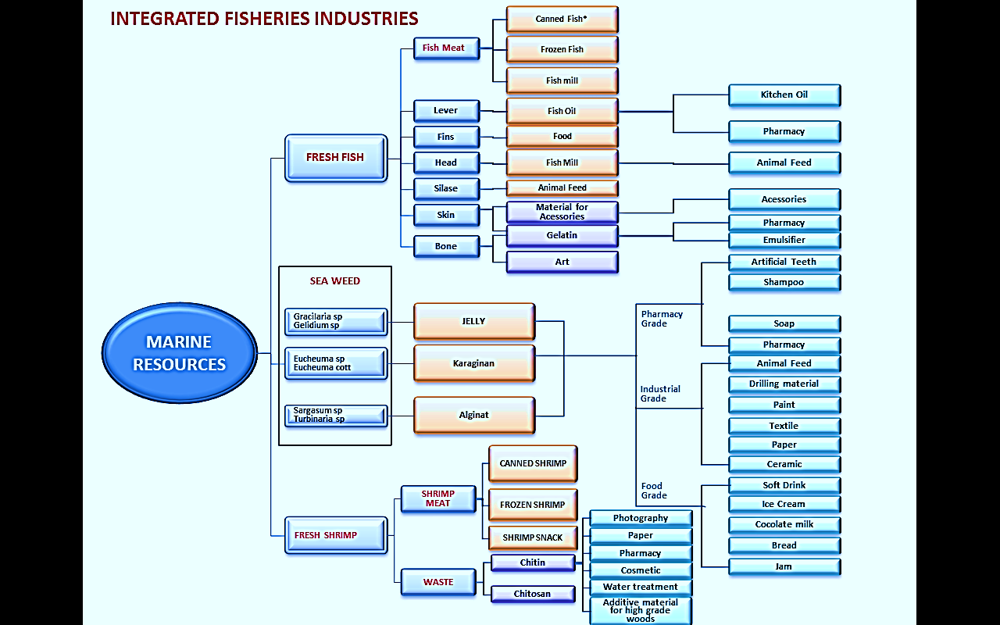 INTEGRATED FISHERIES INDUSTRIES
Canned Fish*
Fish Meat
Frozen Fish
Fish mill
Kitchen Oil
Lever
Fish Oil
Pharmacy
Fins
Food
FRESH FISH
Head
Fish Mill
Animal Feed
Silase
Animal Feed
Skin
Material for
Acessories
Acessories
Gelatin
Pharmacy
Emulsifier
Bone
Art
Artificial Teeth
Shampoo
SEA WEED
Gracilaria sp
Gelidium sp
JELLY
Pharmacy
Grade
Soap
Pharmacy
MARINE
RESOURCES
Eucheuma sp
Eucheuma cott
Karaginan
Animal Feed
Industrial
Grade
Drilling material
Paint
Sargasum sp
Turbinaria sp
Alginat
Textile
Paper
Ceramic
CANNED SHRIMP
Food
Grade
Soft Drink
SHRIMP
MEAT
FROZEN SHRIMP
Ice Cream
Cocolate milk
Bread
Jam
FRESH SHRIMP
SHRIMP SNACK
Photography
Paper
Pharmacy
Cosmetic
Water treatment
Additive material
for high grade
woods
WASTE
Chitin
Chitosan